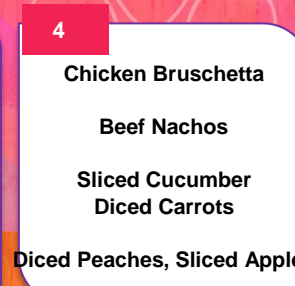 4
Chicken Bruschetta
Beef Nachos
Sliced Cucumber
Diced Carrots
Diced Peaches, Sliced Apple